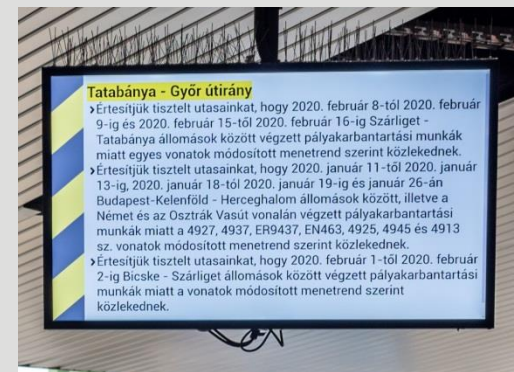 Tatabánya - Győr útirány
>Értesítjük tisztelt utasainkat, hogy 2020. február 8-tól 2020. február
9-ig és 2020. február 15-től 2020. február 16-ig Szárliget -
Tatabánya állomások között végzett pályakarbantartási munkák
miatt egyes vonatok módosított menetrend szerint közlekednek.
>Értesítjük tisztelt utasainkat, hogy 2020. január 11-től 2020. január
13-ig, 2020. január 18-tól 2020. január 19-ig és január 26-án
Budapest-Kelenföld - Herceghalom állomások között, illetve a
Német és az Osztrák Vasút vonalán végzett pályakarbantartási
munkák miatt a 4927, 4937, ER9437, EN463, 4925, 4945 és 4913
sz. vonatok módosított menetrend szerint közlekednek.
>Értesítjük tisztelt utasainkat, hogy 2020. február 1-től 2020. február
2-ig Bicske - Szárliget állomások között végzett pályakarbantartási
munkák miatt a vonatok módosított menetrend szerint
közlekednek.